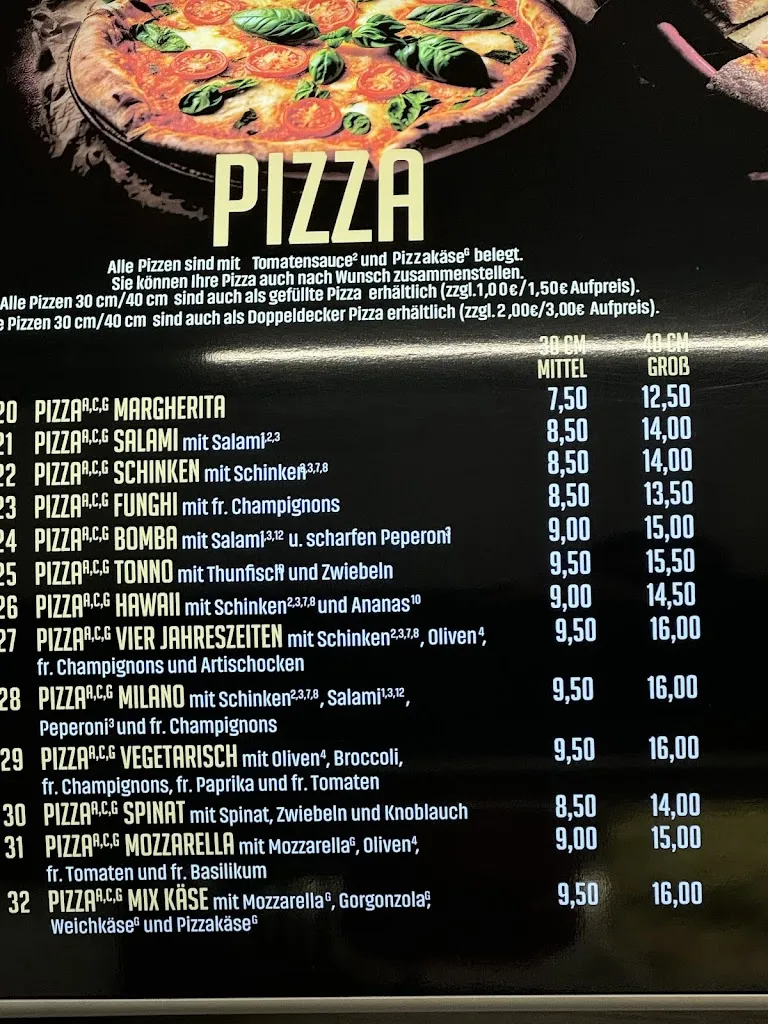 PIZZA
Alle Pizzen sind mit Tomatensauce² und Pizzakäseᴳ belegt.
Sie können Ihre Pizza auch nach Wunsch zusammenstellen.
Alle Pizzen 30 cm/40 cm sind auch als gefüllte Pizza erhältlich (zzgl.1,00€/1,50€ Aufpreis).
e Pizzen 30 cm/40 cm sind auch als Doppeldecker Pizza erhältlich (zzgl. 2,00€/3,00€ Aufpreis).
30 CM 40 CM
MITTEL GROß
20 PIZZA A,C,G MARGHERITA 7,50 12,50
21 PIZZA A,C,G SALAMI mit Salami 2,3 8,50 14,00
22 PIZZA A,C,G SCHINKEN mit Schinken 2,3,7,8 8,50 14,00
23 PIZZA A,C,G FUNGHI mit fr. Champignons 8,50 13,50
24 PIZZA A,C,G BOMBA mit Salami 3,12 u. scharfen Peperoni 9,00 15,00
25 PIZZA A,C,G TONNO mit Thunfisch und Zwiebeln 9,50 15,50
26 PIZZA A,C,G HAWAII mit Schinken 2,3,7,8 und Ananas 10 9,00 14,50
27 PIZZA A,C,G VIER JAHRESZEITEN mit Schinken 2,3,7,8, Oliven 4, 9,50 16,00
fr. Champignons und Artischocken
28 PIZZA A,C,G MILANO mit Schinken 2,3,7,8, Salami 1,3,12, 9,50 16,00
Peperoni 3 und fr. Champignons
29 PIZZA A,C,G VEGETARISCH mit Oliven 4, Broccoli, 9,50 16,00
fr. Champignons, fr. Paprika und fr. Tomaten
30 PIZZA A,C,G SPINAT mit Spinat, Zwiebeln und Knoblauch 8,50 14,00
31 PIZZA A,C,G MOZZARELLA mit Mozzarella G, Oliven 4, 9,00 15,00
fr. Tomaten und fr. Basilikum
32 PIZZA A,C,G MIX KÄSE mit Mozzarella G, Gorgonzola G, 9,50 16,00
Weichkäse G und Pizzakäse G